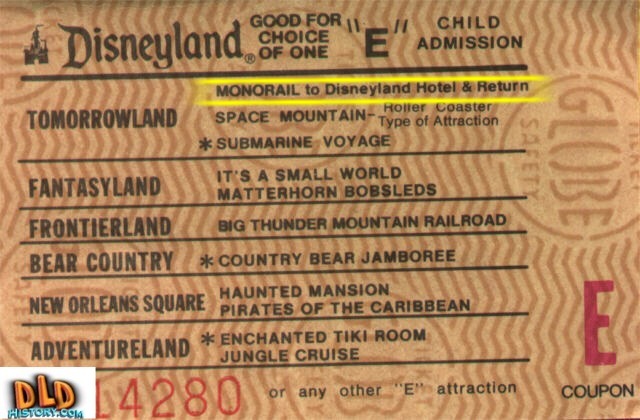 Disneyland® GOOD FOR CHOICE OF ONE "E" CHILD ADMISSION
MONORAIL to Disneyland Hotel & Return
TOMORROWLAND SPACE MOUNTAIN- Roller Coaster Type of Attraction
* SUBMARINE VOYAGE
FANTASYLAND IT'S A SMALL WORLD
MATTERHORN BOBSLEDS
FRONTIERLAND BIG THUNDER MOUNTAIN RAILROAD
BEAR COUNTRY * COUNTRY BEAR JAMBOREE
NEW ORLEANS SQUARE HAUNTED MANSION
PIRATES OF THE CARIBBEAN
ADVENTURELAND * ENCHANTED TIKI ROOM
JUNGLE CRUISE
14280 or any other "E" attraction
E
COUPON
GLOBE
SAFETY
DLD
HISTORY.COM